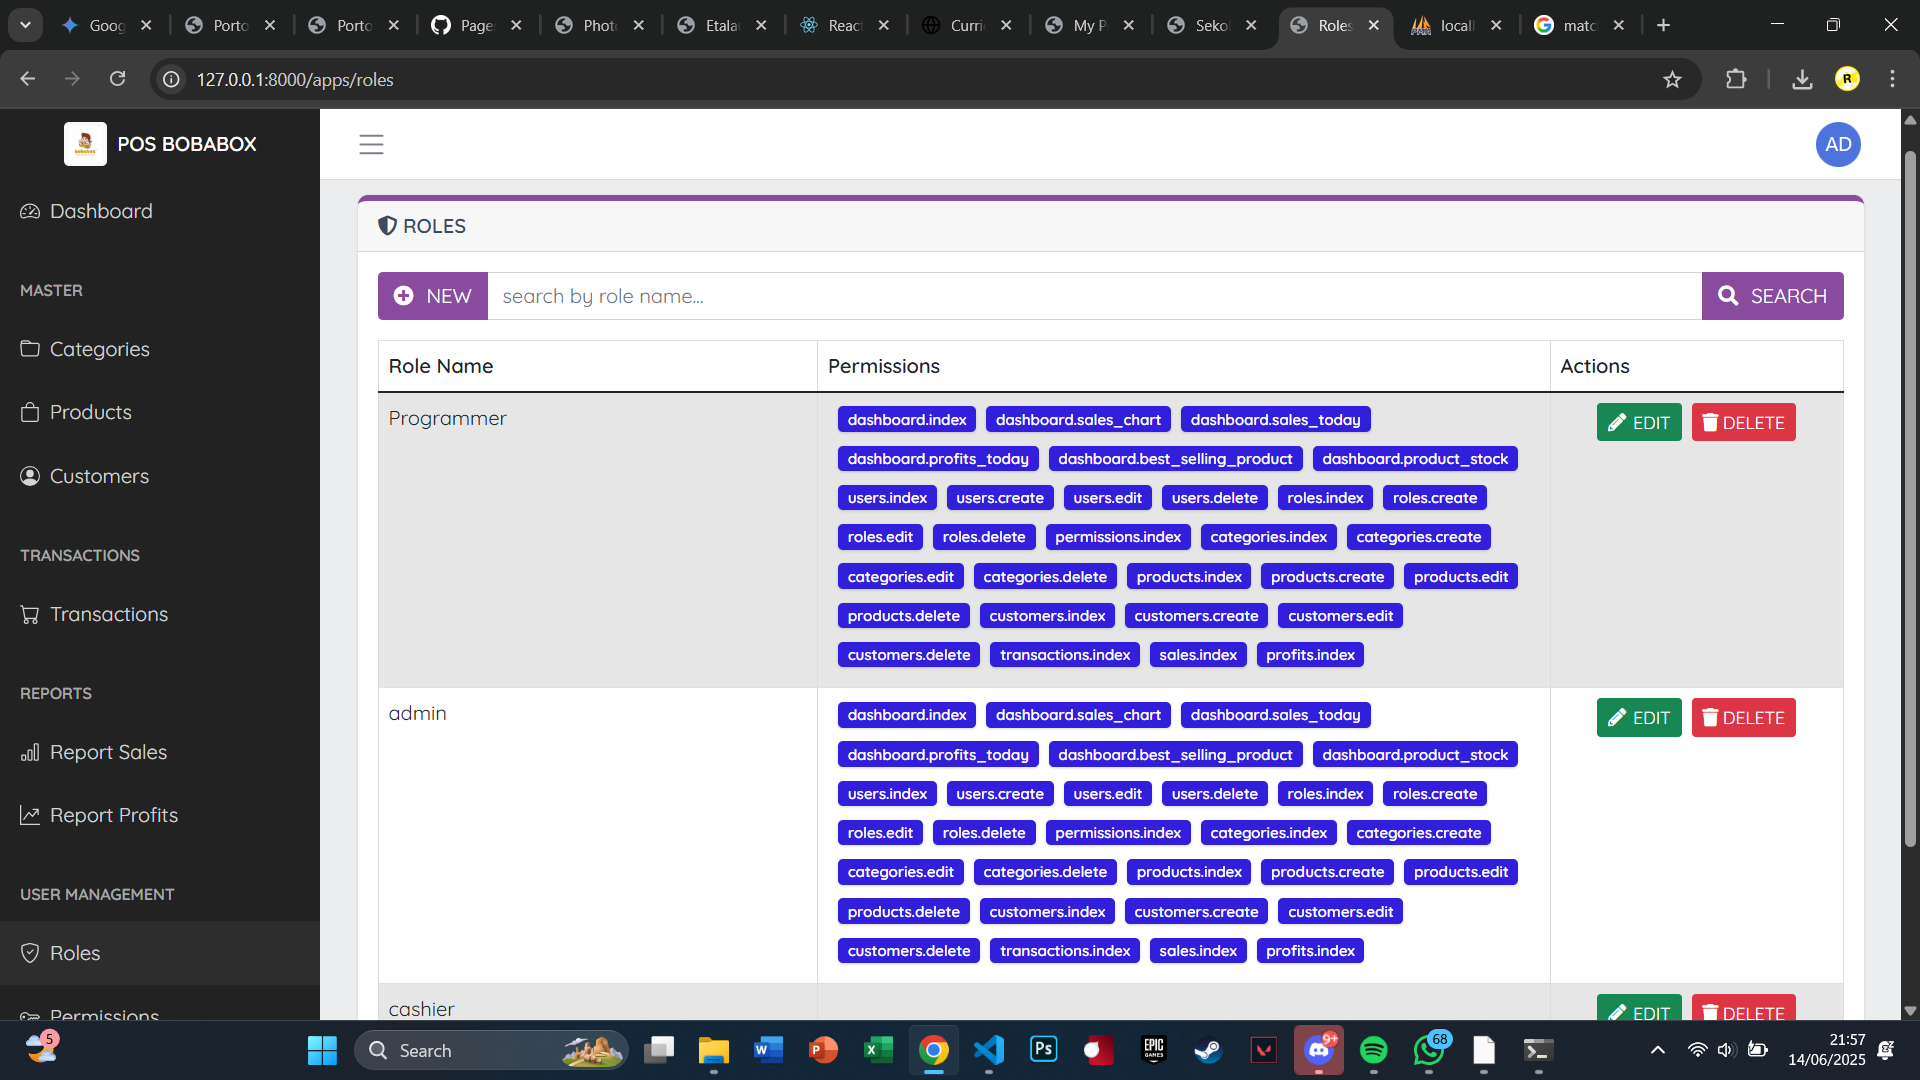 Goog
Porto
Porto
Page
Phot
Etala
React
Curri
My P
Seko
Roles
locall
matc
127.0.0.1:8000/apps/roles
R
POS BOBABOX
AD
Dashboard
MASTER
Categories
Products
Customers
TRANSACTIONS
Transactions
REPORTS
Report Sales
Report Profits
USER MANAGEMENT
Roles
Permissions
ROLES
NEW search by role name... SEARCH
Role Name Permissions Actions
Programmer dashboard.index dashboard.sales_chart dashboard.sales_today EDIT DELETE
dashboard.profits_today dashboard.best_selling_product dashboard.product_stock
users.index users.create users.edit users.delete roles.index roles.create
roles.edit roles.delete permissions.index categories.index categories.create
categories.edit categories.delete products.index products.create products.edit
products.delete customers.index customers.create customers.edit
customers.delete transactions.index sales.index profits.index
admin dashboard.index dashboard.sales_chart dashboard.sales_today EDIT DELETE
dashboard.profits_today dashboard.best_selling_product dashboard.product_stock
users.index users.create users.edit users.delete roles.index roles.create
roles.edit roles.delete permissions.index categories.index categories.create
categories.edit categories.delete products.index products.create products.edit
products.delete customers.index customers.create customers.edit
customers.delete transactions.index sales.index profits.index
cashier EDIT DELETE
5
Search
W
P
X
Ps
EPIC
GAMES
9+
68
21:57
14/06/2025